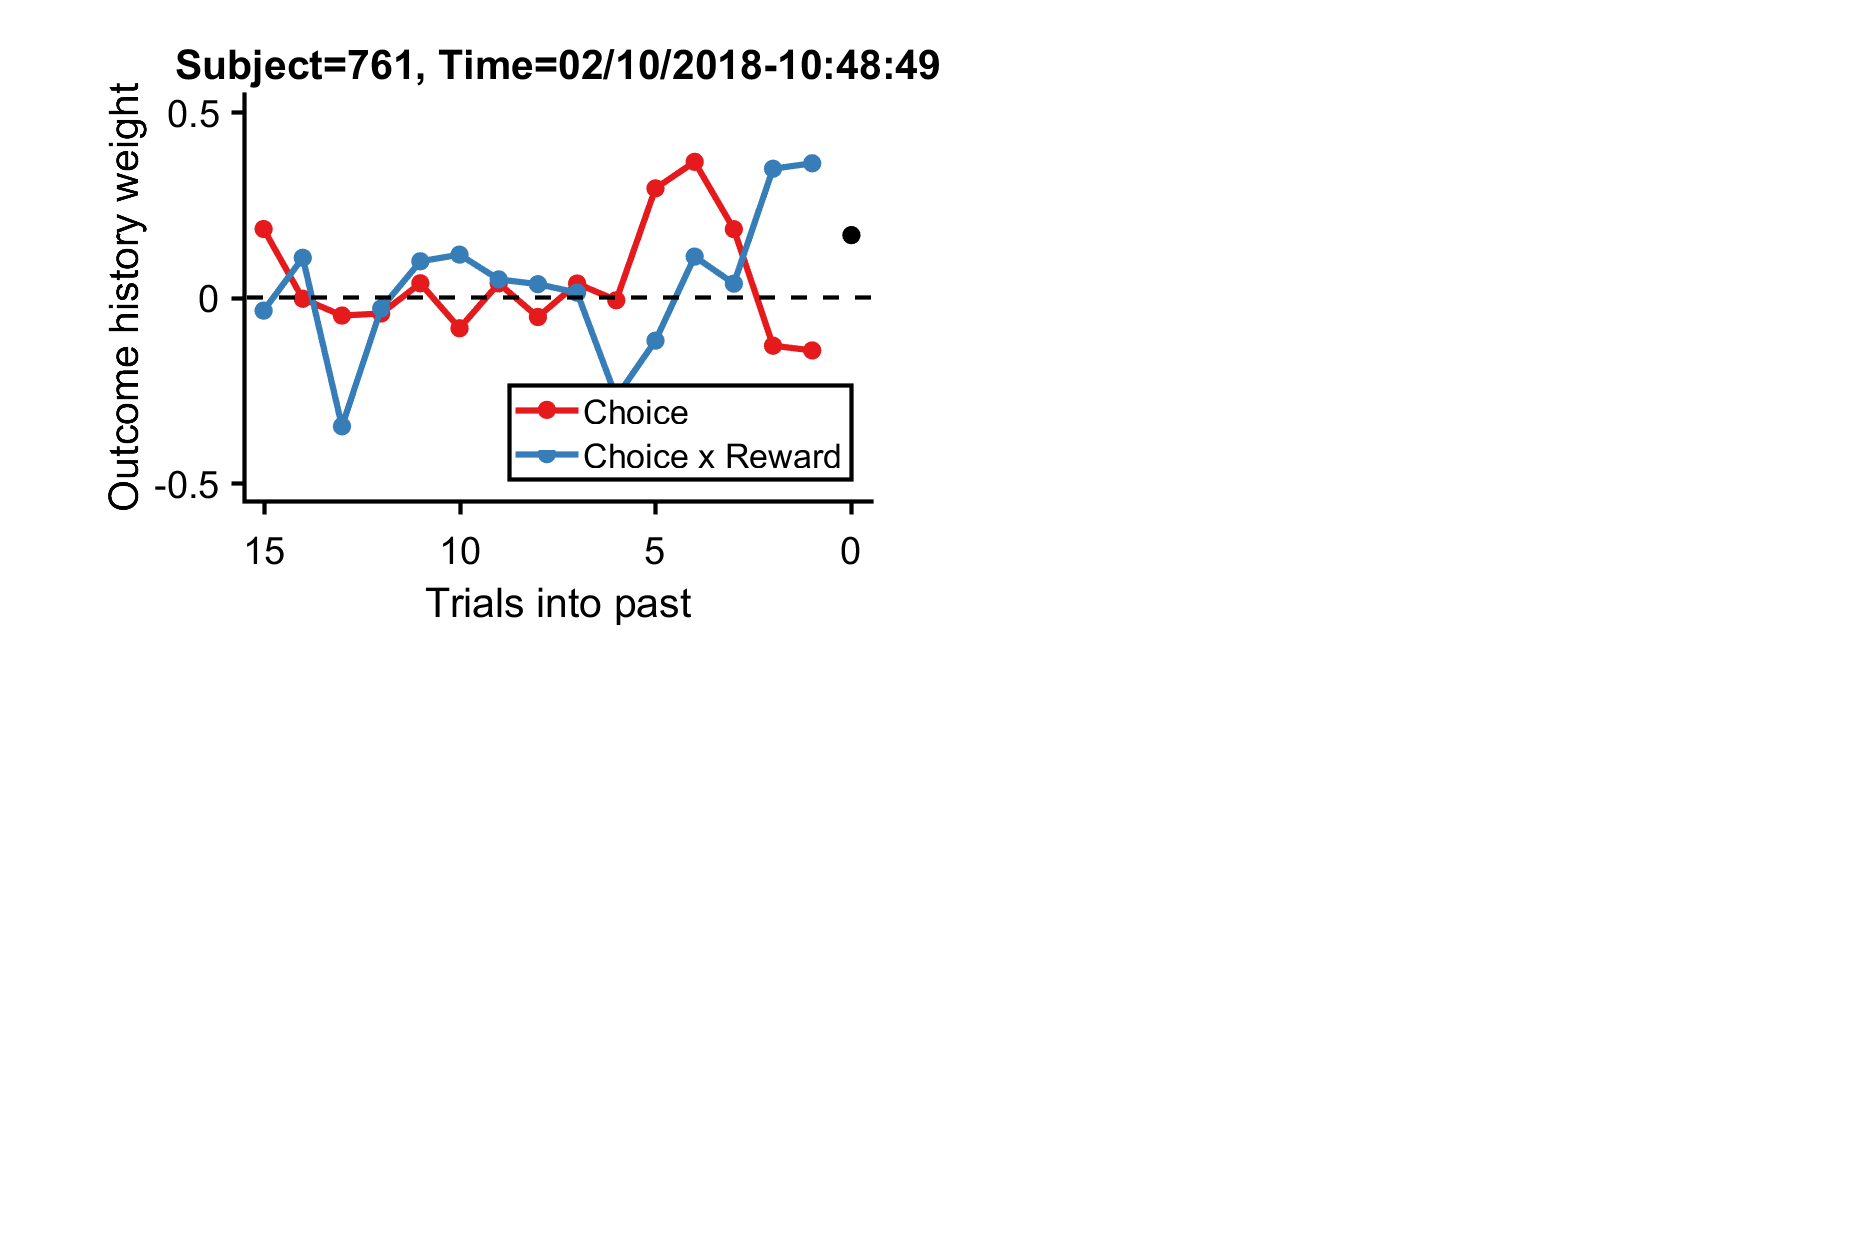 Subject=761, Time=02/10/2018-10:48:49
Outcome history weight
0.5
0
-0.5
Choice
Choice x Reward
15 10 5 0
Trials into past